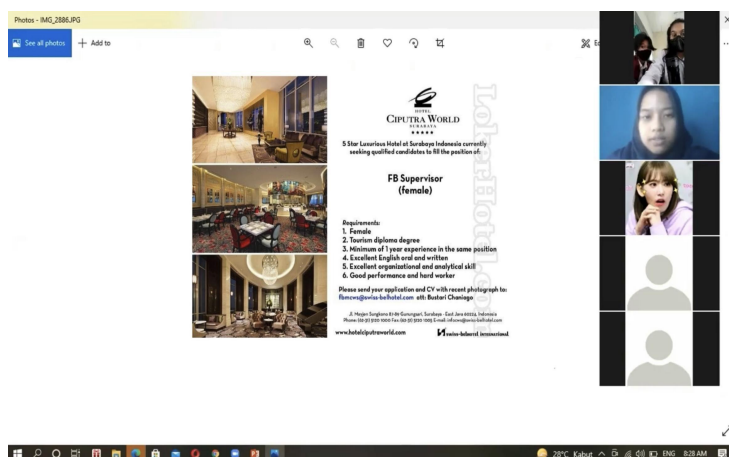 Photos - IMG_2886.JPG
See all photos
Add to
HOTEL
CIPUTRA WORLD
SURABAYA
5 Star Luxurious Hotel at Surabaya Indonesia currently
seeking qualified candidates to fill the position of:
FB Supervisor
(female)
Requirements:
1. Female
2. Tourism diploma degree
3. Minimum of 1 year experience in the same position
4. Excellent English oral and written
5. Excellent organizational and analytical skill
6. Good performance and hard worker
Please send your application and CV with recent photograph to:
fbmcws@swiss-belhotel.com att: Bustari Chaniago
www.hotelciputraworld.com
swiss-belhotel international
LokerHotel.com
28°C Kabut
ENG
8:28 AM